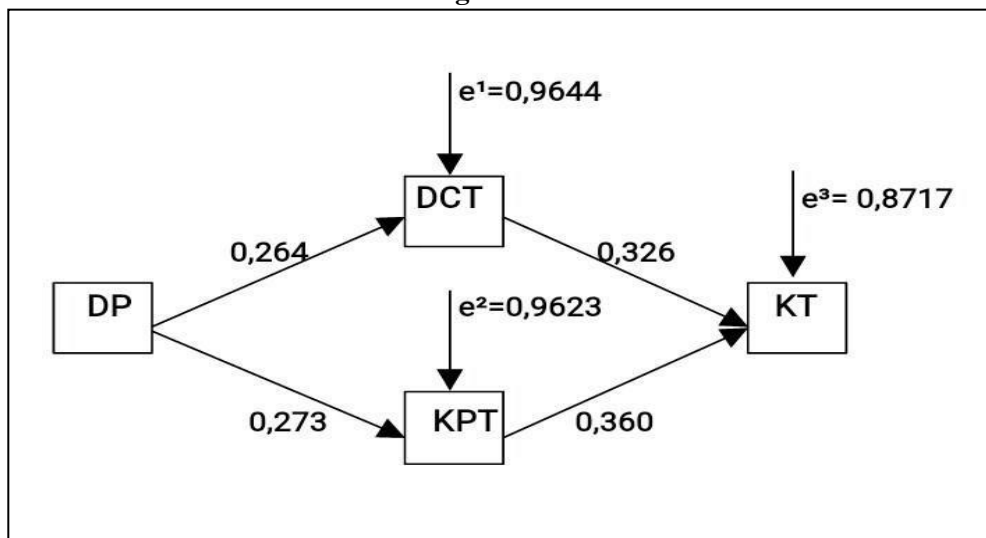 g
e¹=0,9644
DCT
e³= 0,8717
0,264
0,326
DP
e²=0,9623
KT
KPT
0,273
0,360